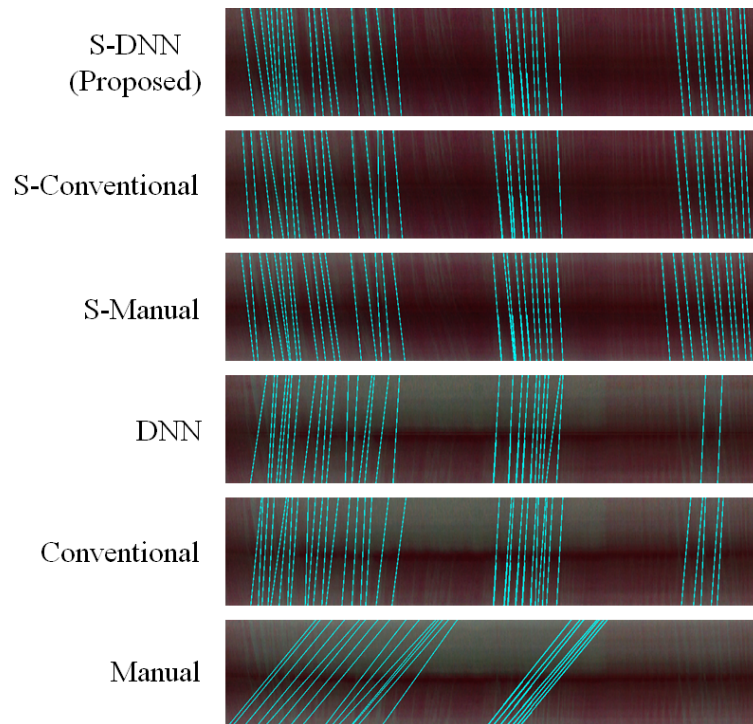 S-DNN
(Proposed)
S-Conventional
S-Manual
DNN
Conventional
Manual